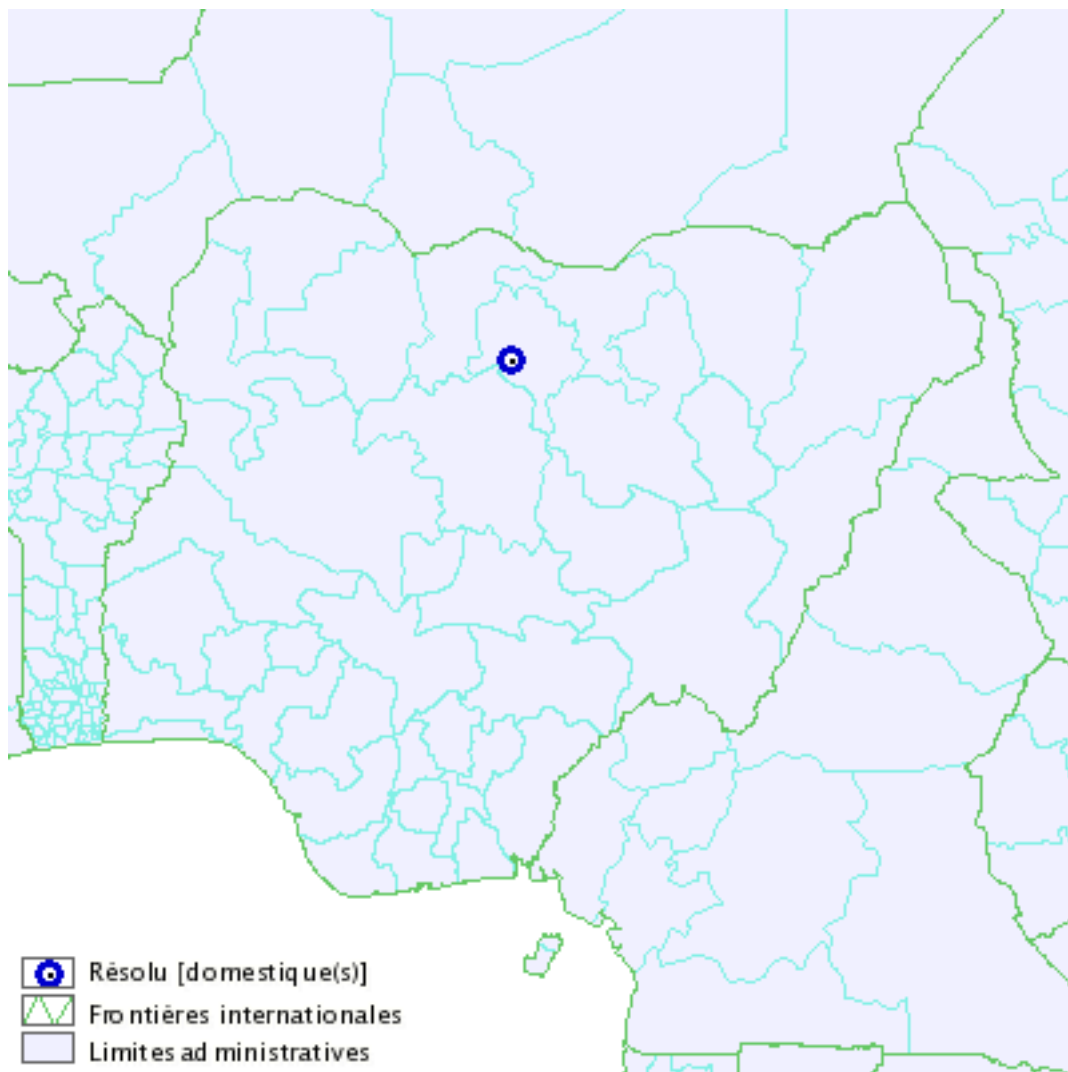 Résolu [domestique(s)]
Frontières internationales
Limites administratives